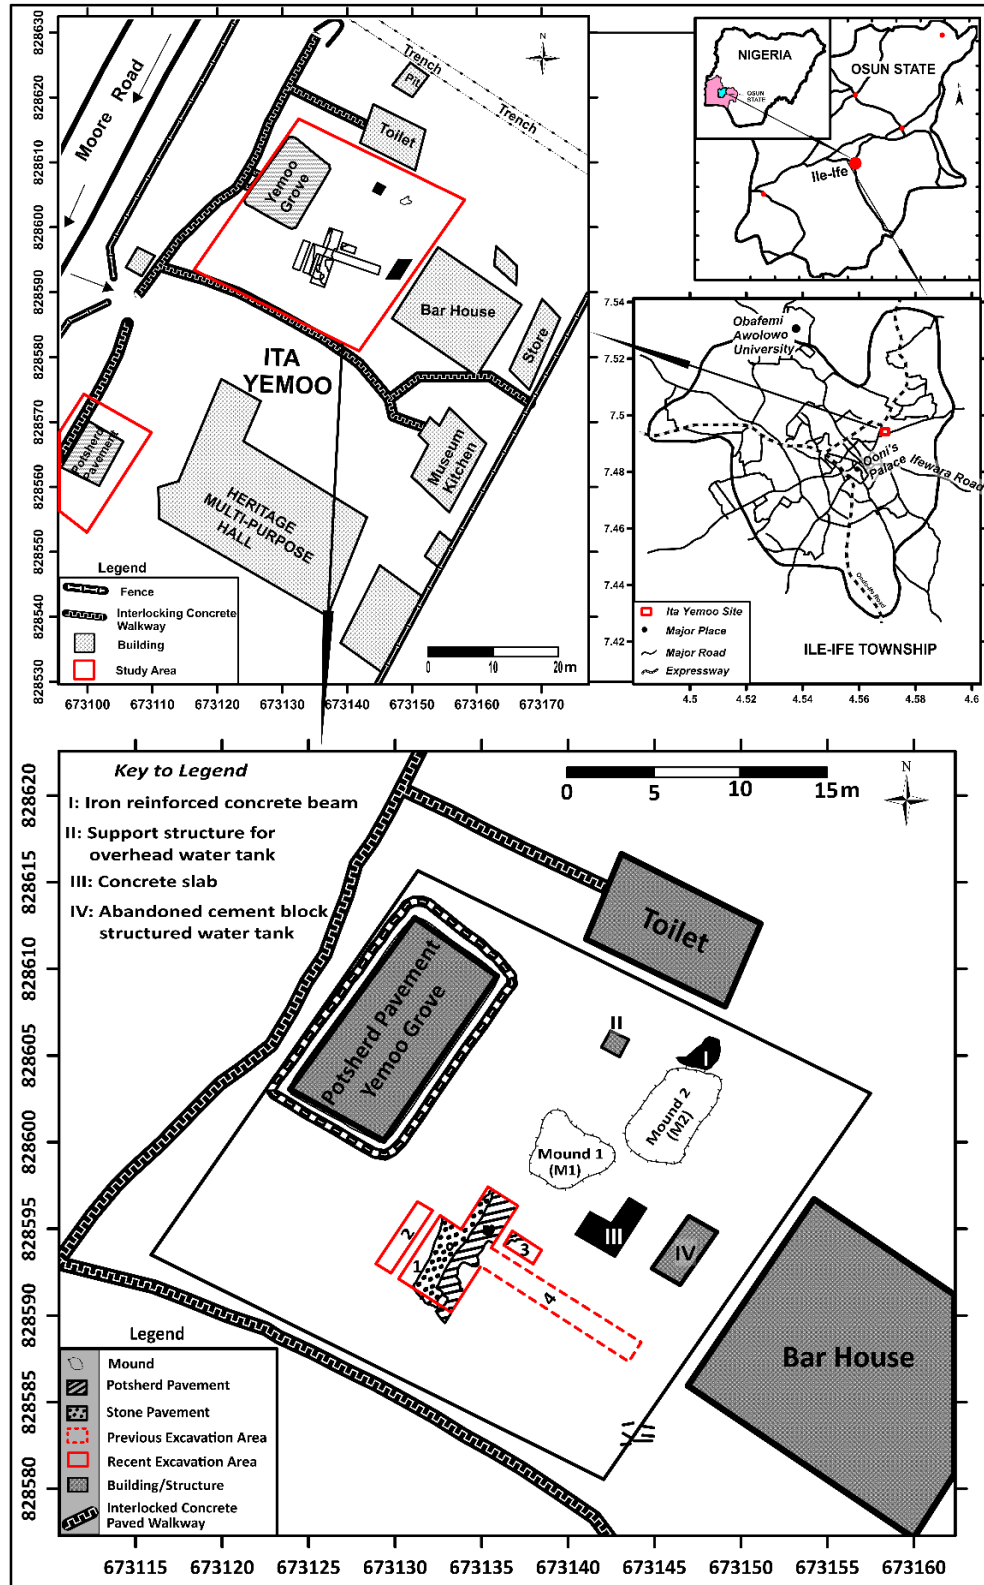 828630
828620
828610
828600
828590
828580
828570
828560
828550
828540
828530
Moore Road
N
Trench
Trench
Pit
Toilet
Yemoo
Grove
Bar House
Store
ITA
YEMOO
Potsherd
Pavement
Museum
Kitchen
HERITAGE
MULTI-PURPOSE
HALL
Legend
Fence
Interlocking Concrete
Walkway
Building
Study Area
0 10 20 m
673100 673110 673120 673130 673140 673150 673160 673170
NIGERIA
OSUN
STATE
OSUN STATE
Ile-Ife
7.54
7.52
7.5
7.48
7.46
7.44
7.42
Obafemi
Awolowo
University
Ooni's
Palace
Ifewara Road
Ita Yemoo Site
Major Place
Major Road
Expressway
ILE-IFE TOWNSHIP
4.5 4.52 4.54 4.56 4.58 4.6
Key to Legend
I: Iron reinforced concrete beam
II: Support structure for
overhead water tank
III: Concrete slab
IV: Abandoned cement block
structured water tank
0 5 10 15 m
N
828620
828615
828610
828605
828600
828595
828590
828585
828580
Toilet
Potsherd Pavement
Yemoo Grove
II
I
Mound 2
(M2)
Mound 1
(M1)
2
1
3
4
III
IV
Bar House
Legend
Mound
Potsherd Pavement
Stone Pavement
Previous Excavation Area
Recent Excavation Area
Building/Structure
Interlocked Concrete
Paved Walkway
673115 673120 673125 673130 673135 673140 673145 673150 673155 673160